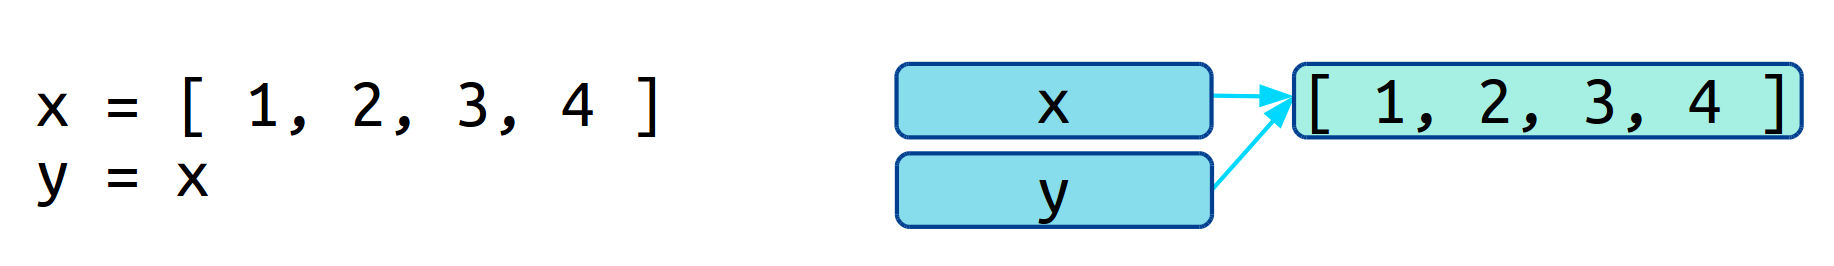 x = [ 1, 2, 3, 4 ]
y = x
x
y
[ 1, 2, 3, 4 ]